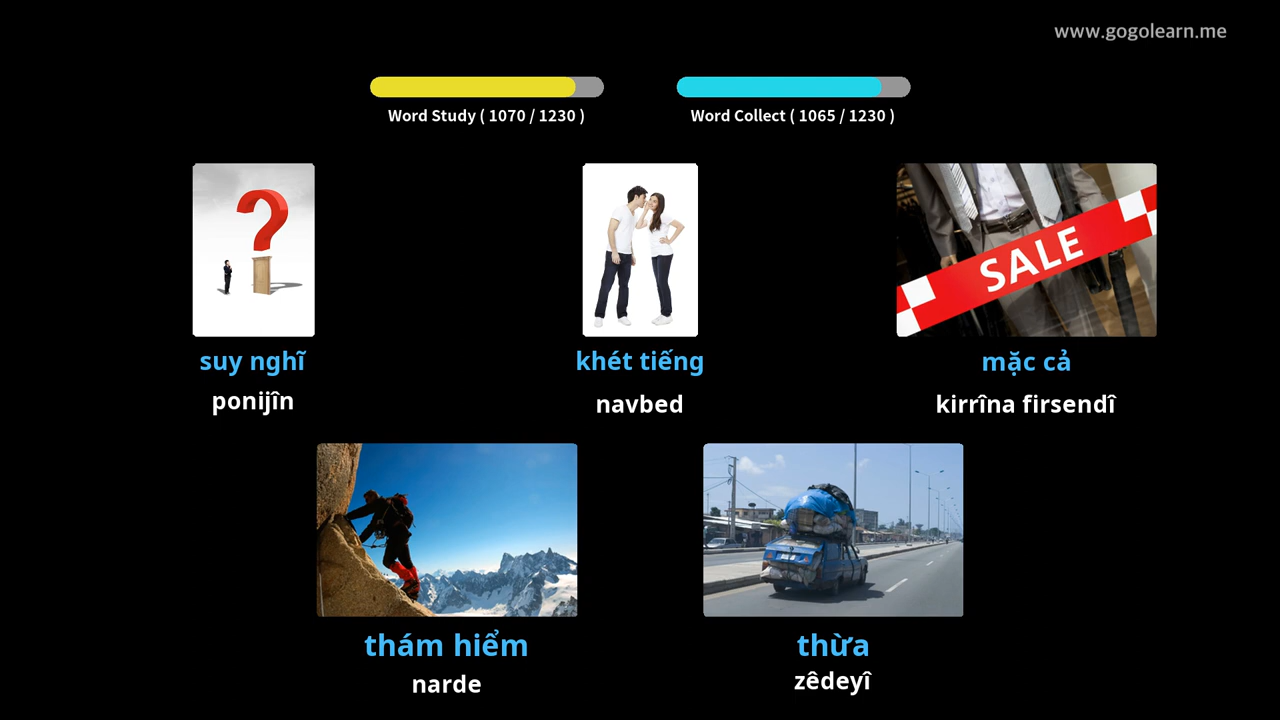 www.gogolearn.me
Word Study ( 1070 / 1230 )
Word Collect ( 1065 / 1230 )
SALE
suy nghĩ
ponijîn
khét tiếng
navbed
mặc cả
kirrîna firsendî
thám hiểm
narde
thừa
zêdeyî